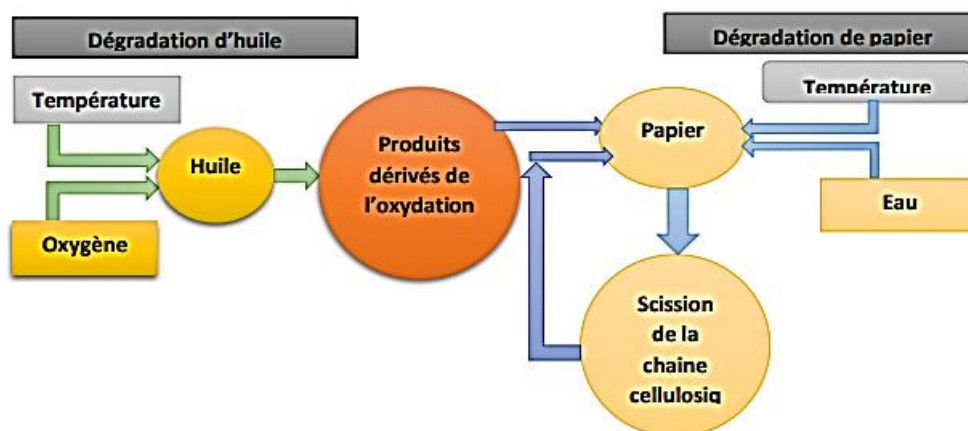 Dégradation d'huile
Dégradation de papier
Température
Température
Huile
Produits
dérivés de
l'oxydation
Papier
Oxygène
Eau
Scission
de la
chaine
cellulosiq